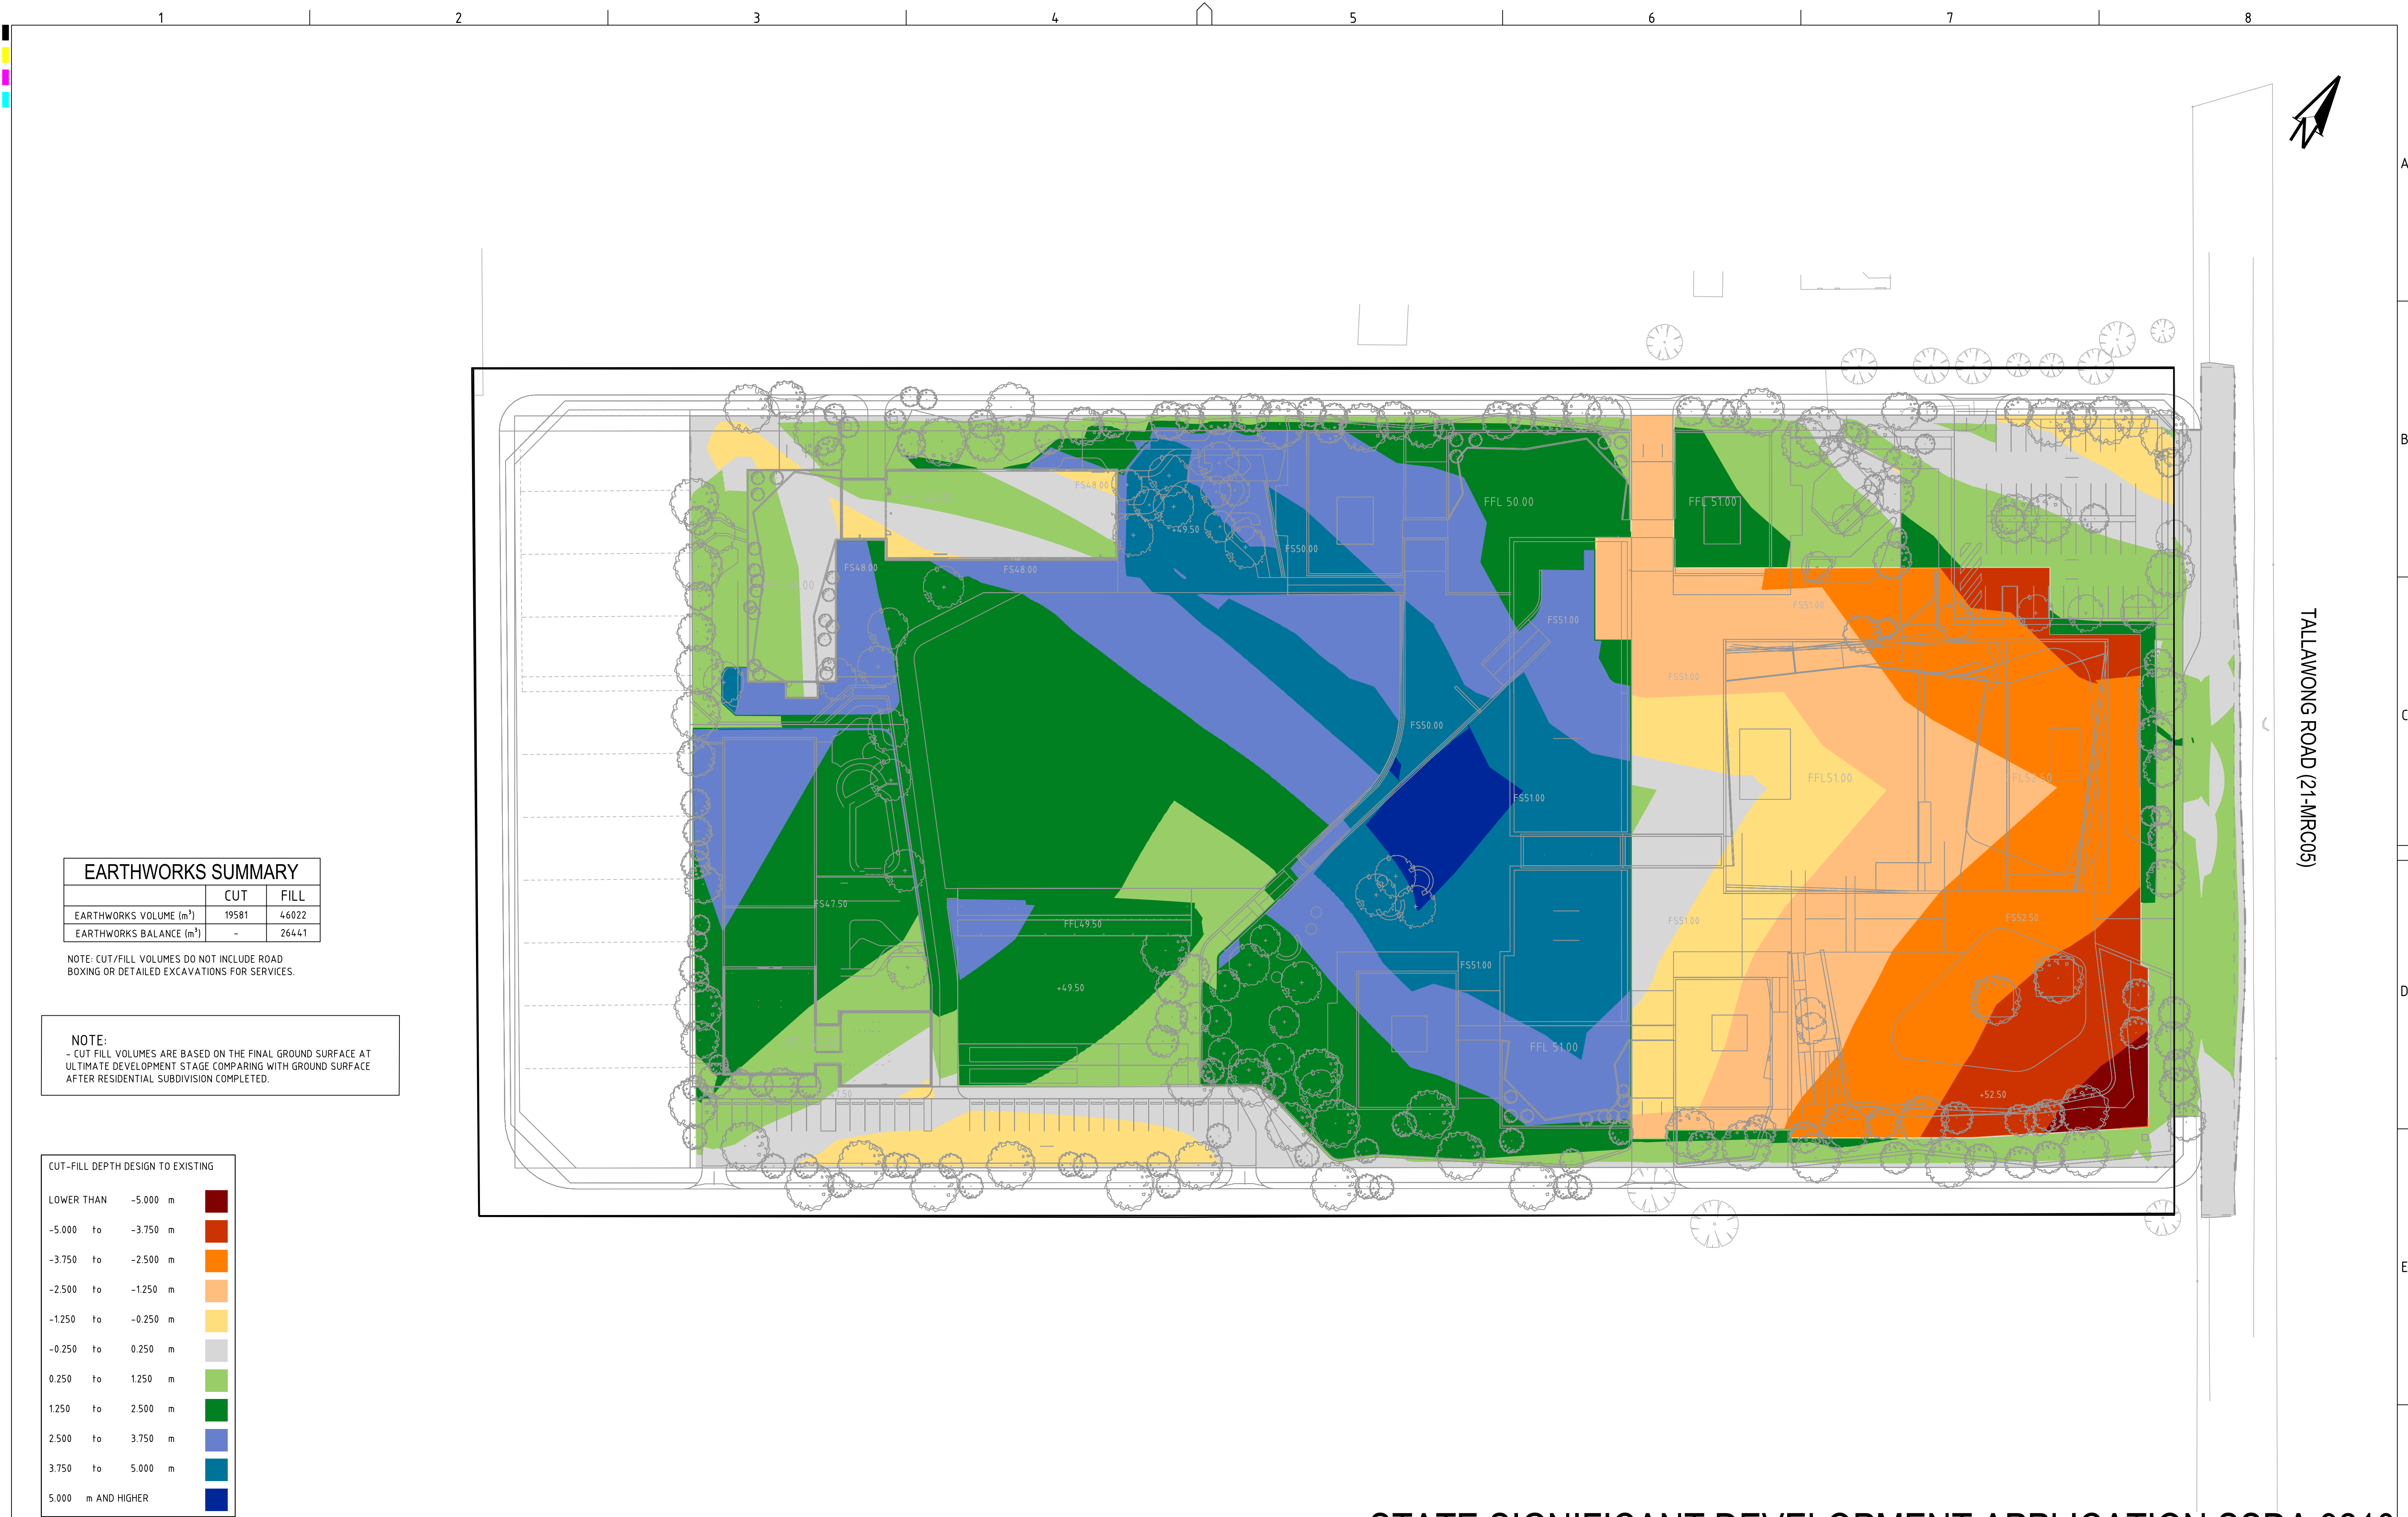 1 2 3 4 5 6 7 8
A
B
C
D
E
N
TALLAWONG ROAD (21-MRC05)
FS48.00
FFL 50.00
FFL 51.00
+49.50
FS50.00
FS48.00
FS48.00
FS51.00
FS51.00
FS51.00
FS50.00
FFL51.00
FFL52.50
FS51.00
FS47.50
FFL49.50
FS51.00
FS52.50
FS51.00
+49.50
FFL 51.00
+52.50
EARTHWORKS SUMMARY
CUT FILL
EARTHWORKS VOLUME (m³) 19581 46022
EARTHWORKS BALANCE (m³) - 26441
NOTE: CUT/FILL VOLUMES DO NOT INCLUDE ROAD
BOXING OR DETAILED EXCAVATIONS FOR SERVICES.
NOTE:
- CUT FILL VOLUMES ARE BASED ON THE FINAL GROUND SURFACE AT
ULTIMATE DEVELOPMENT STAGE COMPARING WITH GROUND SURFACE
AFTER RESIDENTIAL SUBDIVISION COMPLETED.
CUT-FILL DEPTH DESIGN TO EXISTING
LOWER THAN -5.000 m
-5.000 to -3.750 m
-3.750 to -2.500 m
-2.500 to -1.250 m
-1.250 to -0.250 m
-0.250 to 0.250 m
0.250 to 1.250 m
1.250 to 2.500 m
2.500 to 3.750 m
3.750 to 5.000 m
5.000 m AND HIGHER
STATE SIGNIFICANT DEVELOPMENT APPLICATION